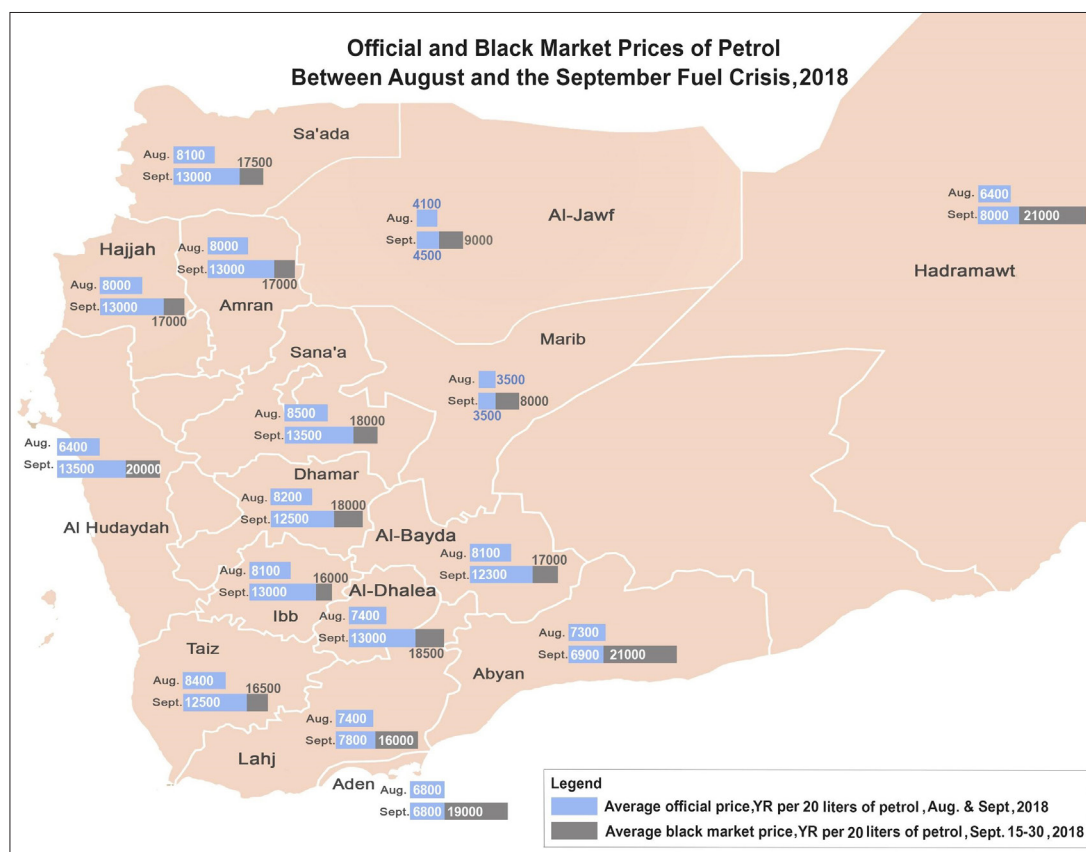 Official and Black Market Prices of Petrol
Between August and the September Fuel Crisis,2018
Sa'ada
Aug. 8100
17500
Sept. 13000
4100
Aug.
Al-Jawf
Sept. 9000
4500
Aug. 6400
Sept. 8000 21000
Hadramawt
Hajjah
Aug. 8000
Sept. 13000
17000
Aug. 8000
Sept. 13000
17000
Amran
Sana'a
Aug. 8500
18000
Sept. 13500
Marib
Aug. 3500
Sept. 8000
3500
Aug. 6400
Sept. 13500 20000
Al Hudaydah
Dhamar
Aug. 8200
18000
Sept. 12500
Al-Bayda
Aug. 8100
17000
Sept. 12300
Aug. 8100
16000
Sept. 13000
Ibb
Al-Dhalea
Aug. 7400
Sept. 13000
18500
Taiz
Aug. 8400
16500
Sept. 12500
Aug. 7300
Sept. 6900 21000
Abyan
Aug. 7400
Sept. 7800 16000
Lahj
Aden
Aug. 6800
Sept. 6800 19000
Legend
Average official price,YR per 20 liters of petrol, Aug. & Sept, 2018
Average black market price,YR per 20 liters of petrol, Sept. 15-30, 2018